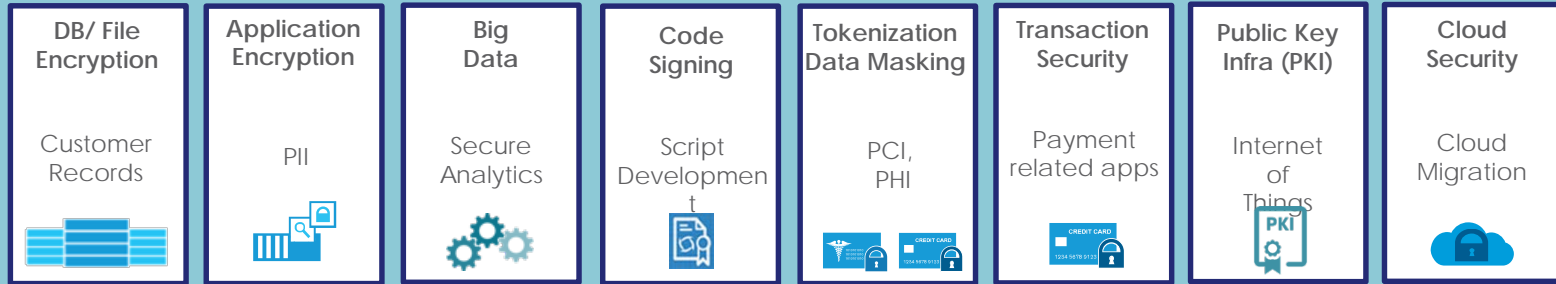 DB/ File
Encryption
Customer
Records
Application
Encryption
PII
Big
Data
Secure
Analytics
Code
Signing
Script
Developmen
t
Tokenization
Data Masking
PCI,
PHI
CREDIT CARD
1234 5678 9123
Transaction
Security
Payment
related apps
CREDIT CARD
1234 5678 9123
Public Key
Infra (PKI)
Internet
of
Things
PKI
Cloud
Security
Cloud
Migration